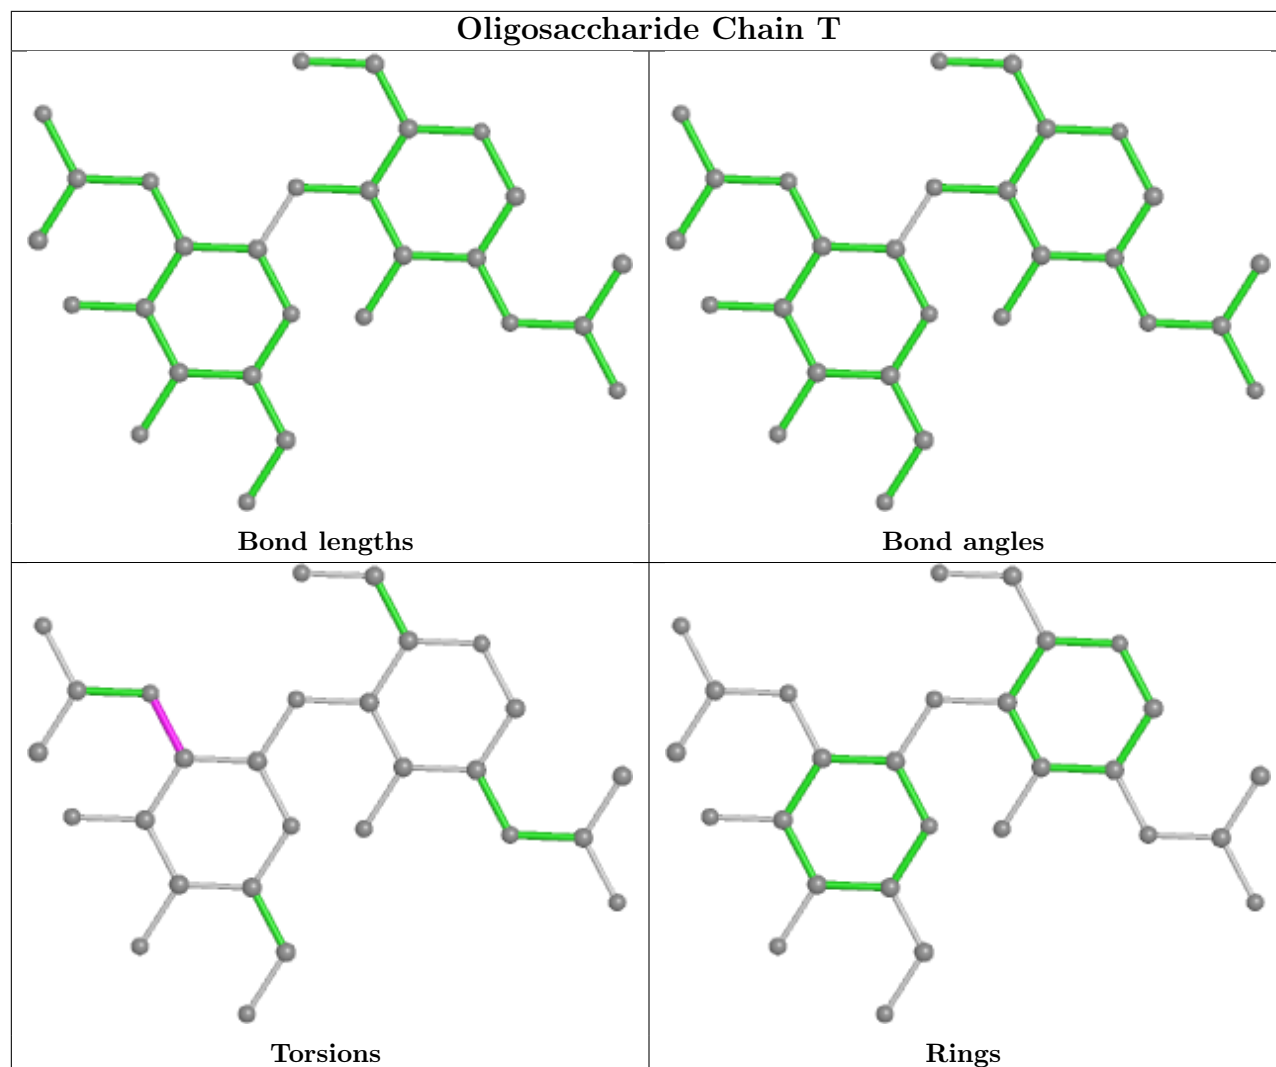 Oligosaccharide Chain T
Bond lengths
Bond angles
Torsions
Rings